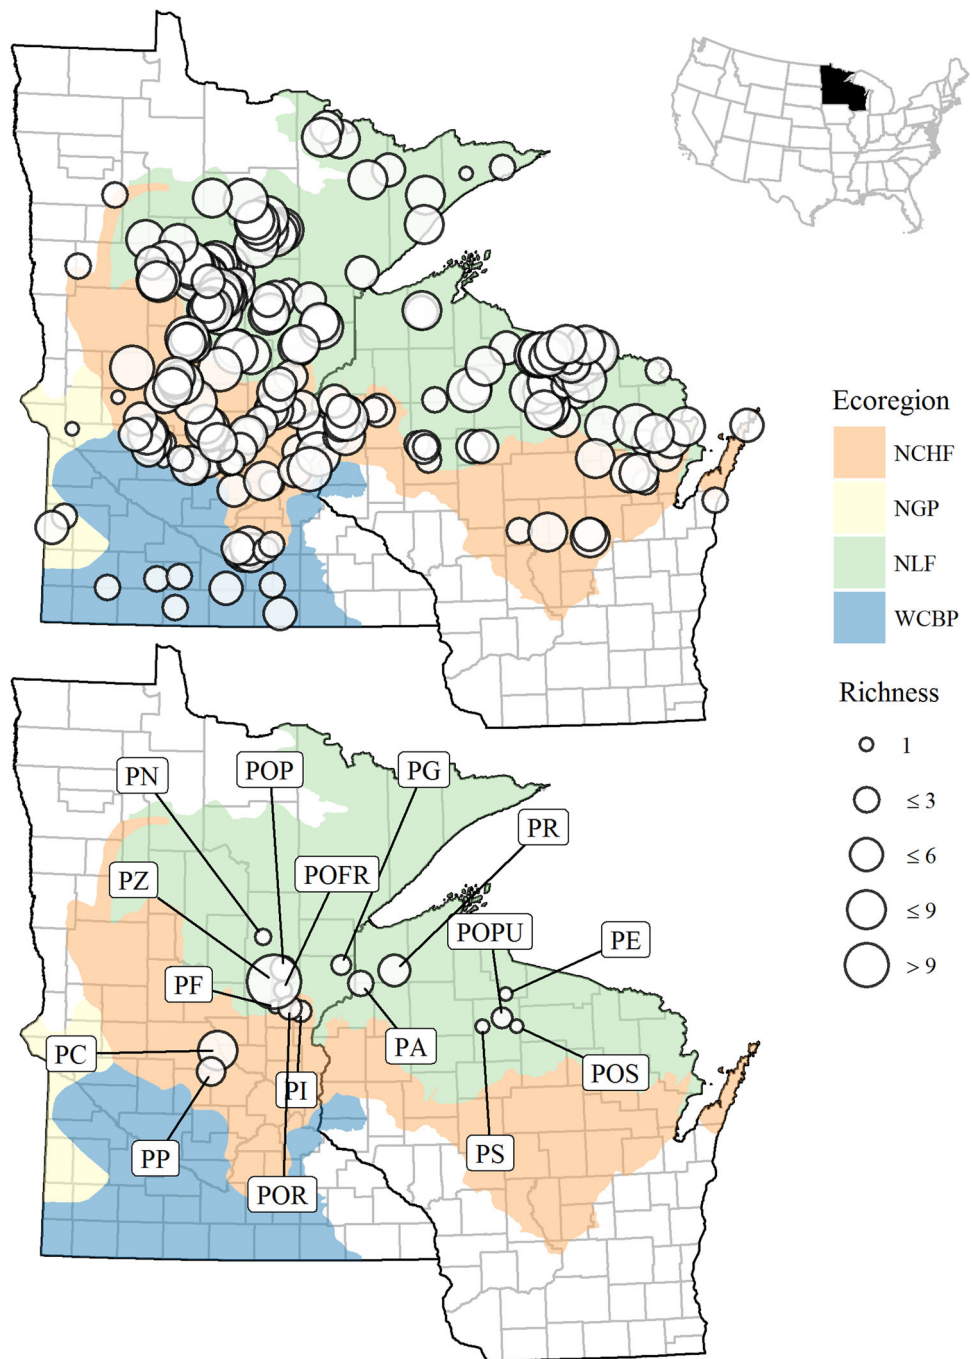 Ecoregion
NCHF
NGP
NLF
WCBP
Richness
1
≤ 3
≤ 6
≤ 9
> 9
PN
POP
PG
PR
PZ
POFR
POPU
PE
PF
PC
PA
POS
PI
PP
PS
POR